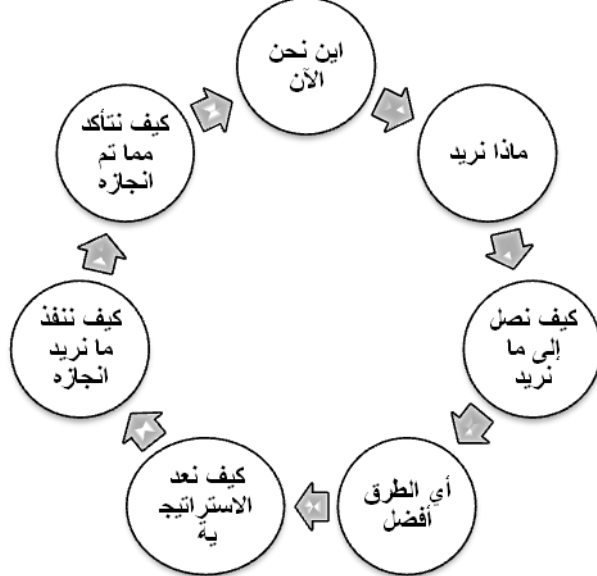 اين نحن
الآن
ماذا نريد
كيف نصل
إلى ما
نريد
أي الطرق
أفضل
كيف نعد
الاستراتيج
ية
كيف ننفذ
ما نريد
انجازه
كيف نتأكد
مما تم
انجازه